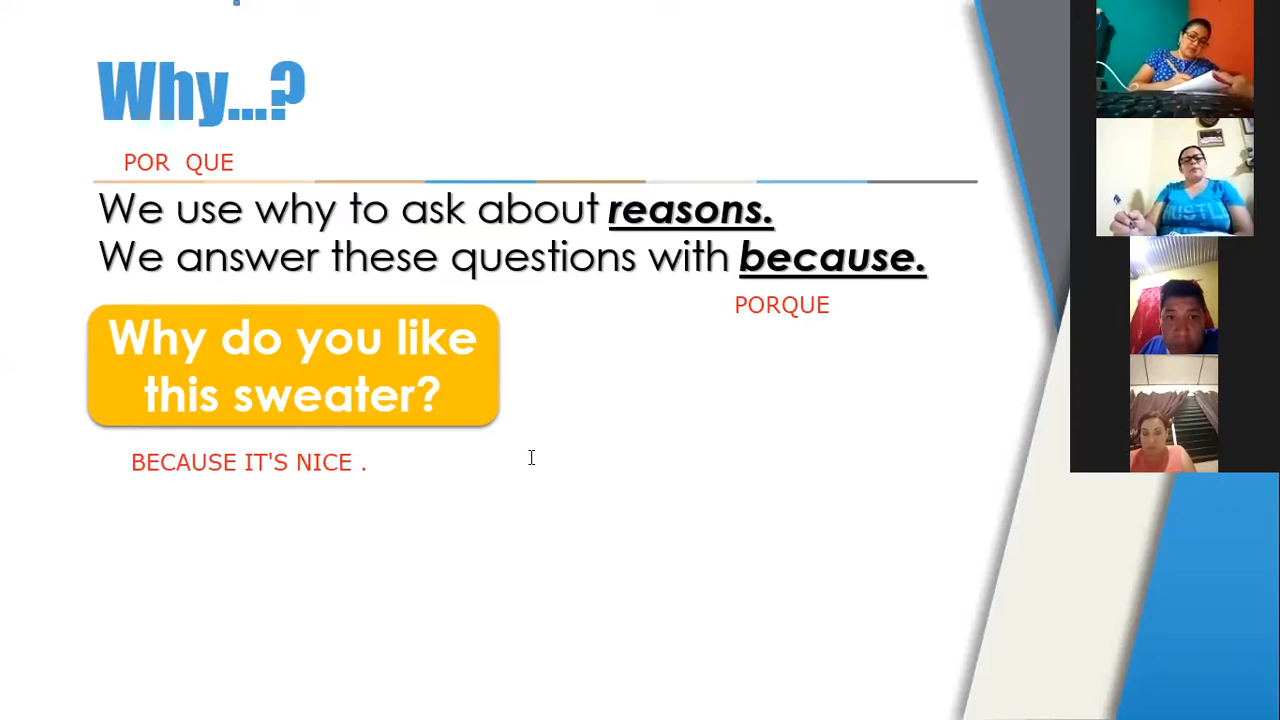 Why...?
POR QUE
We use why to ask about reasons.
We answer these questions with because.
PORQUE
Why do you like
this sweater?
BECAUSE IT'S NICE .